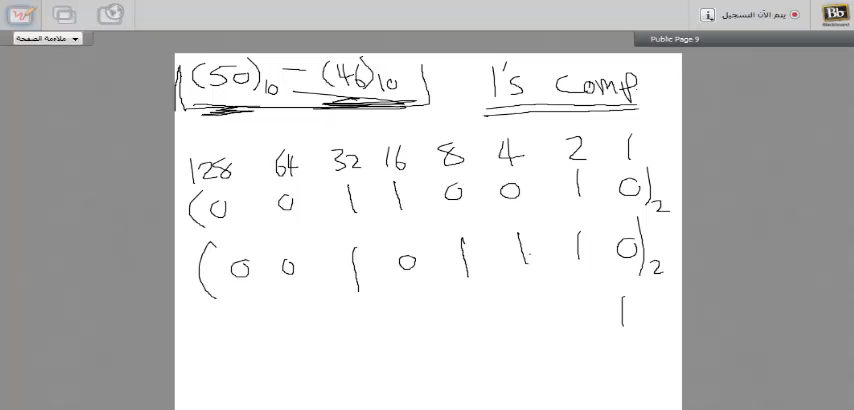 يتم الآن التسجيل
Bb
Blackboard
ملاءمة الصفحة
Public Page 9
(50)10 – (46)10 1's Comp.
128 64 32 16 8 4 2 1
(0 0 1 1 0 0 1 0)2
(0 0 1 0 1 1 1 0)2
1